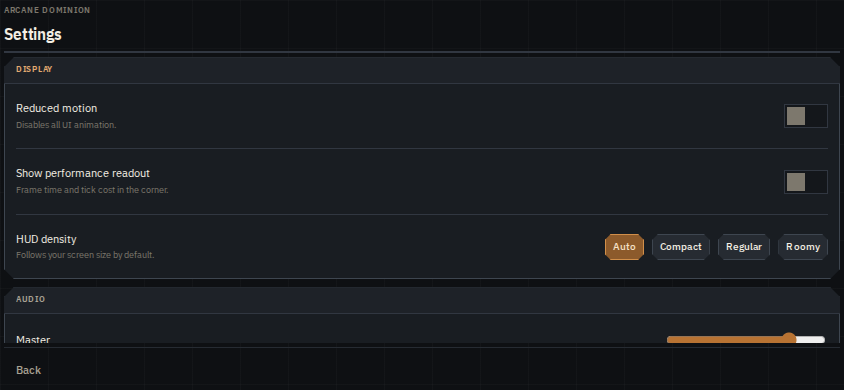 ARCANE DOMINION
Settings
DISPLAY
Reduced motion
Disables all UI animation.
Show performance readout
Frame time and tick cost in the corner.
HUD density
Follows your screen size by default.
Auto Compact Regular Roomy
AUDIO
Master
Back